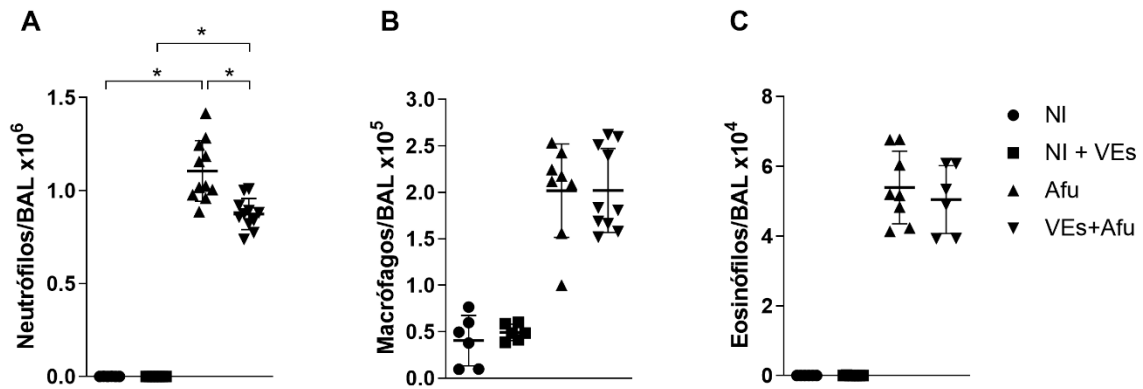 A
B
C
*
*
*
Neutrófilos/BAL x10⁶
1.5
1.0
0.5
0.0
Macrófagos/BAL x10⁵
3.0
2.5
2.0
1.5
1.0
0.5
0.0
Eosinófilos/BAL x10⁴
8
6
4
2
0
NI
NI + VEs
Afu
VEs+Afu